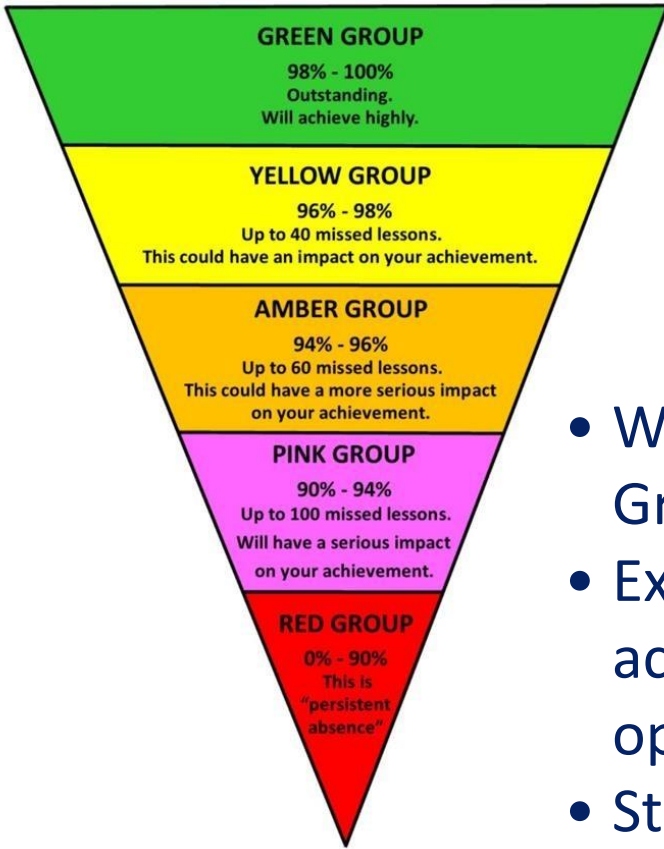 GREEN GROUP
98% - 100%
Outstanding.
Will achieve highly.
YELLOW GROUP
96% - 98%
Up to 40 missed lessons.
This could have an impact on your achievement.
AMBER GROUP
94% - 96%
Up to 60 missed lessons.
This could have a more serious impact
on your achievement.
PINK GROUP
90% - 94%
Up to 100 missed lessons.
Will have a serious impact
on your achievement.
RED GROUP
0% - 90%
This is
"persistent
absence"